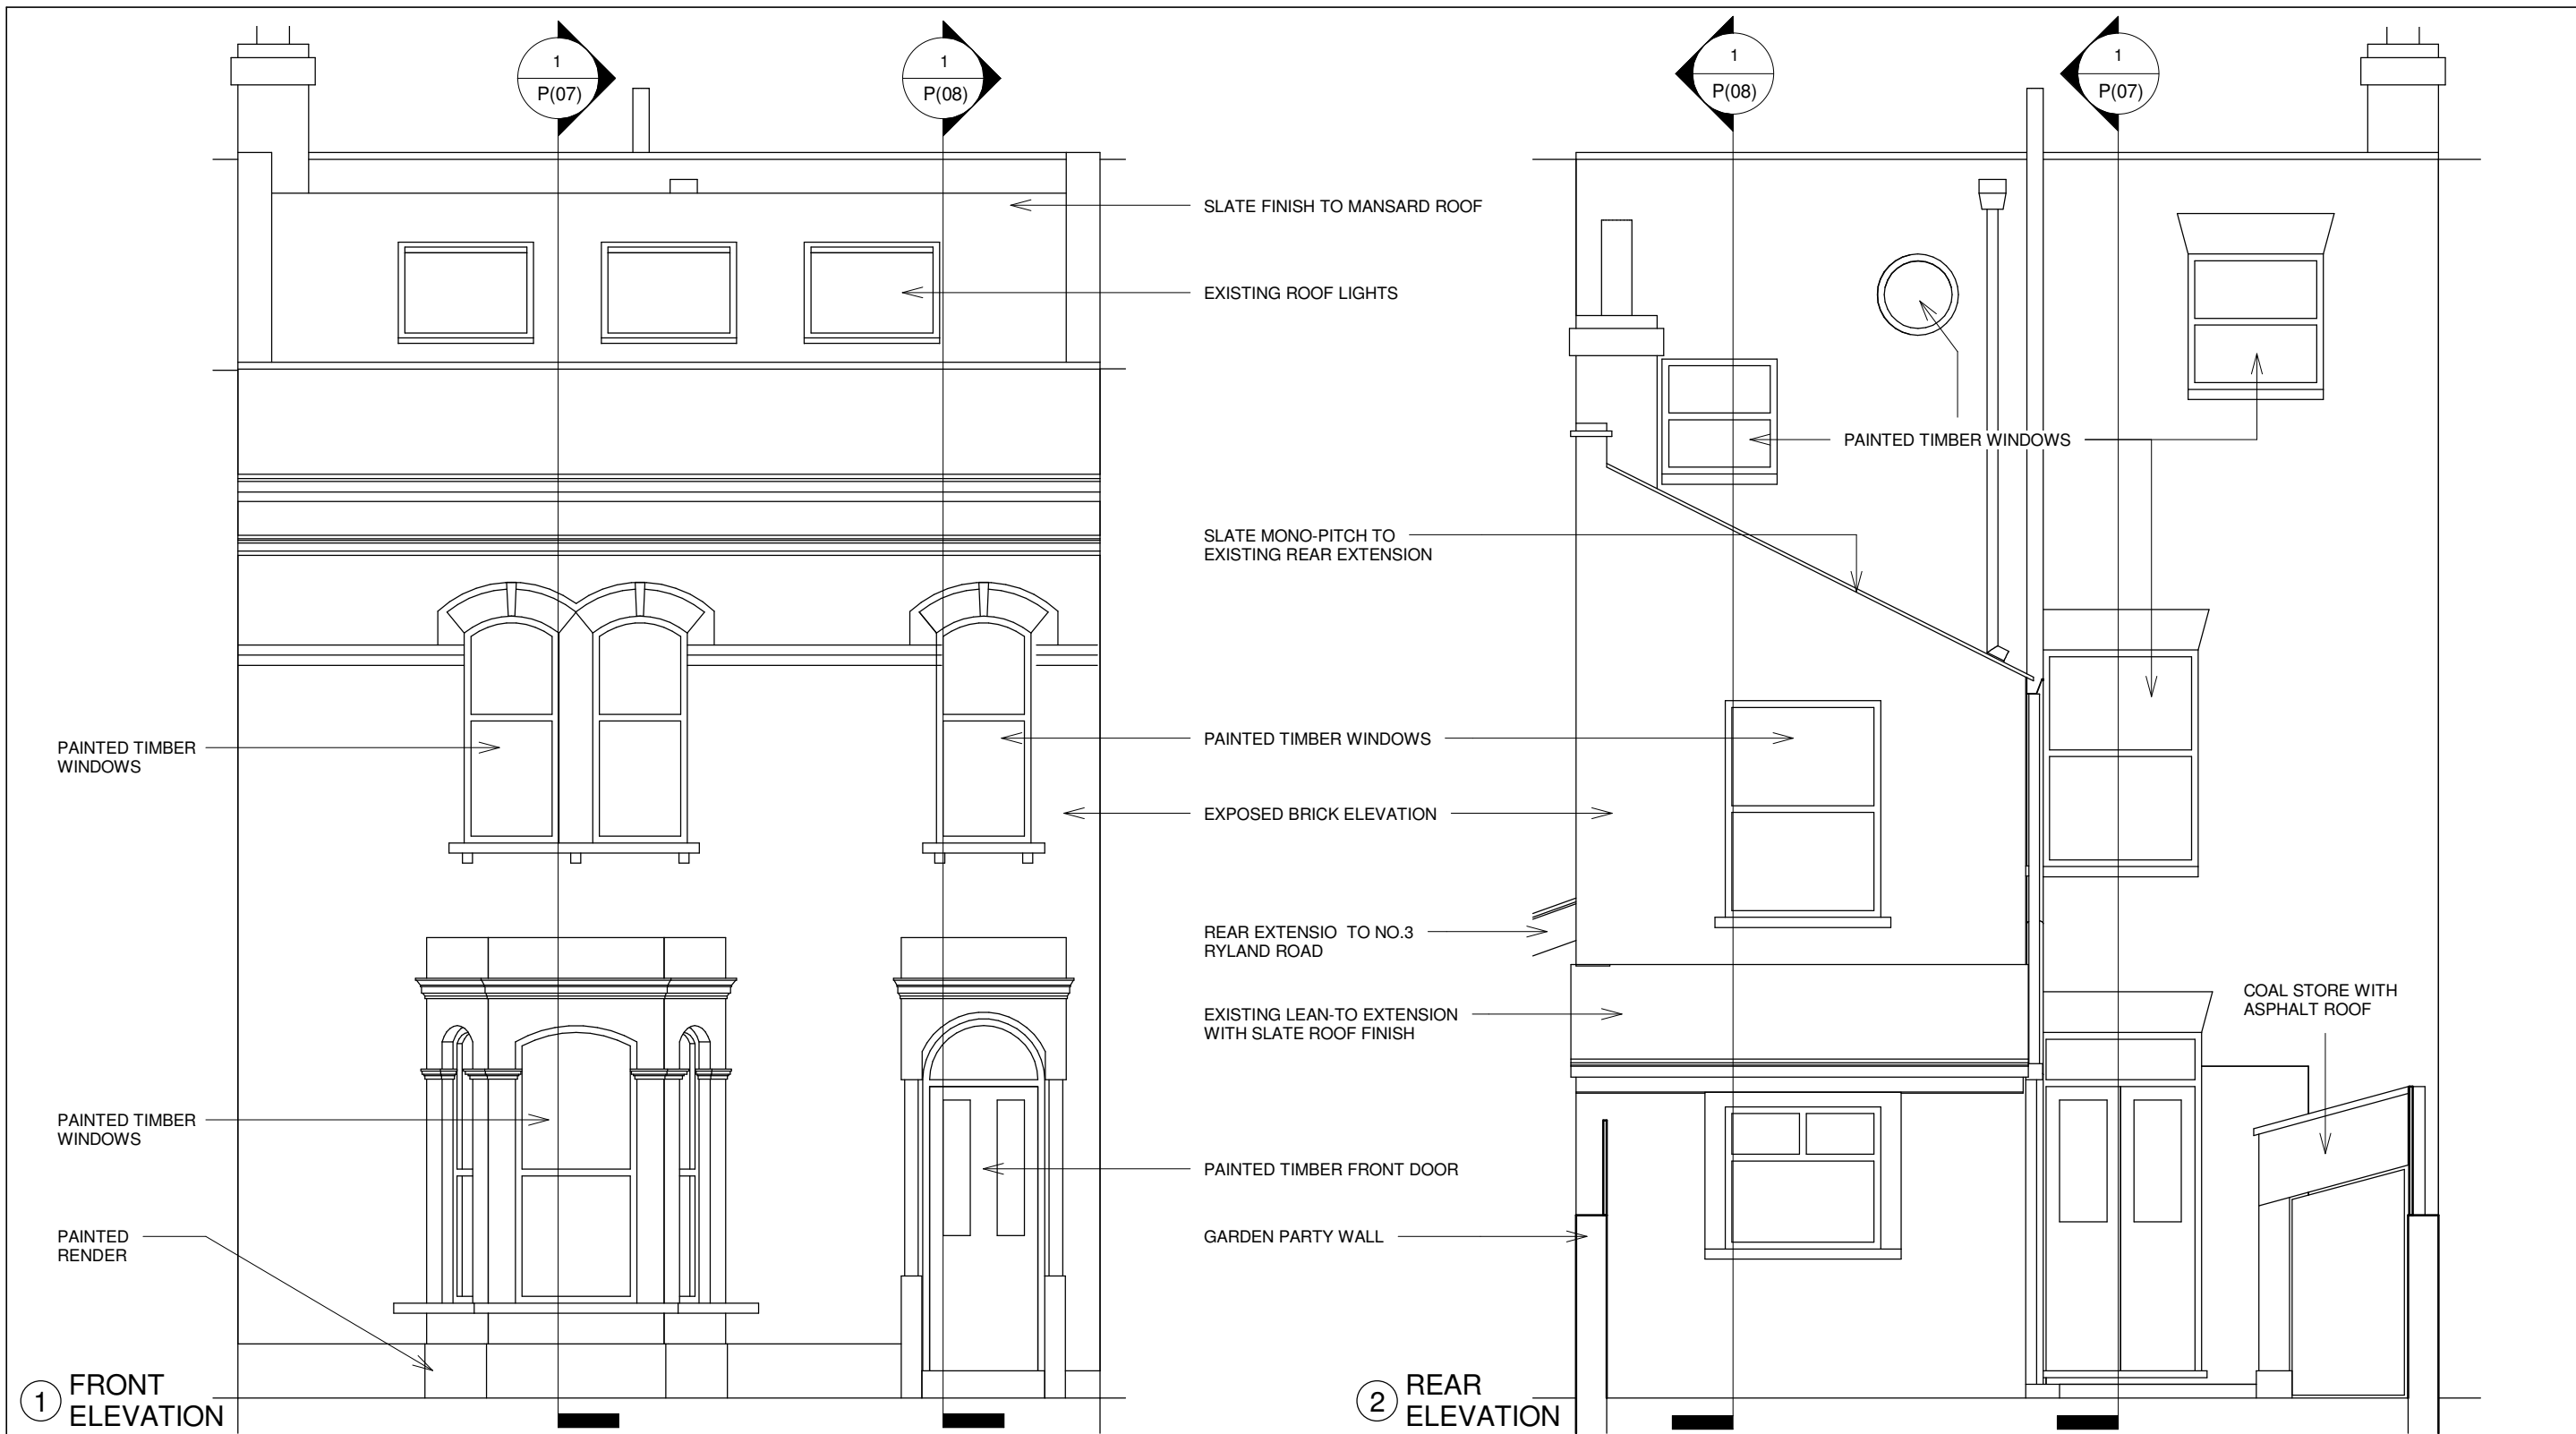 1
P(07)
1
P(08)
1
P(08)
1
P(07)
SLATE FINISH TO MANSARD ROOF
EXISTING ROOF LIGHTS
PAINTED TIMBER WINDOWS
SLATE MONO-PITCH TO
EXISTING REAR EXTENSION
PAINTED TIMBER
WINDOWS
PAINTED TIMBER WINDOWS
EXPOSED BRICK ELEVATION
REAR EXTENSIO TO NO.3
RYLAND ROAD
EXISTING LEAN-TO EXTENSION
WITH SLATE ROOF FINISH
COAL STORE WITH
ASPHALT ROOF
PAINTED TIMBER
WINDOWS
PAINTED TIMBER FRONT DOOR
PAINTED
RENDER
GARDEN PARTY WALL
1 FRONT
ELEVATION
2 REAR
ELEVATION